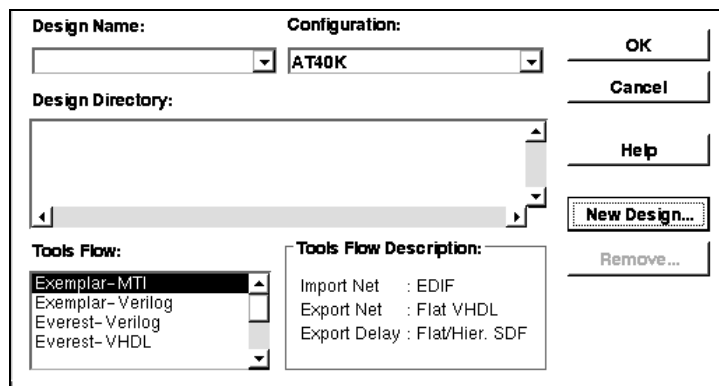 Design Name:
Configuration:
AT40K
Design Directory:
Tools Flow:
Exemplar-MTI
Exemplar-Verilog
Everest-Verilog
Everest-VHDL
Tools Flow Description:
Import Net : EDIF
Export Net : Flat VHDL
Export Delay : Flat/Hier. SDF
OK
Cancel
Help
New Design...
Remove...